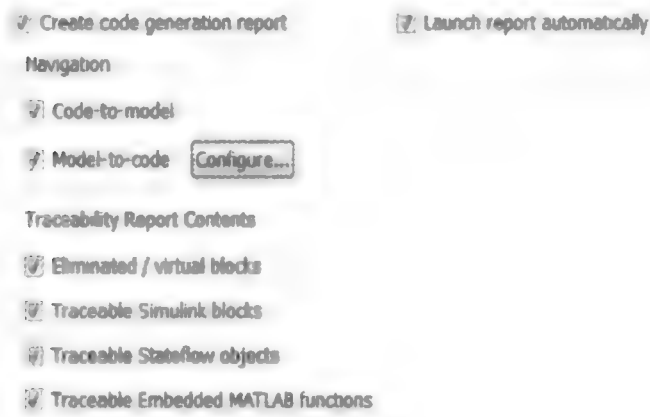 Create code generation report Launch report automatically
Navigation
Code-to-model
Model-to-code Configure...
Traceability Report Contents
Eliminated / virtual blocks
Traceable Simulink blocks
Traceable Stateflow objects
Traceable Embedded MATLAB functions